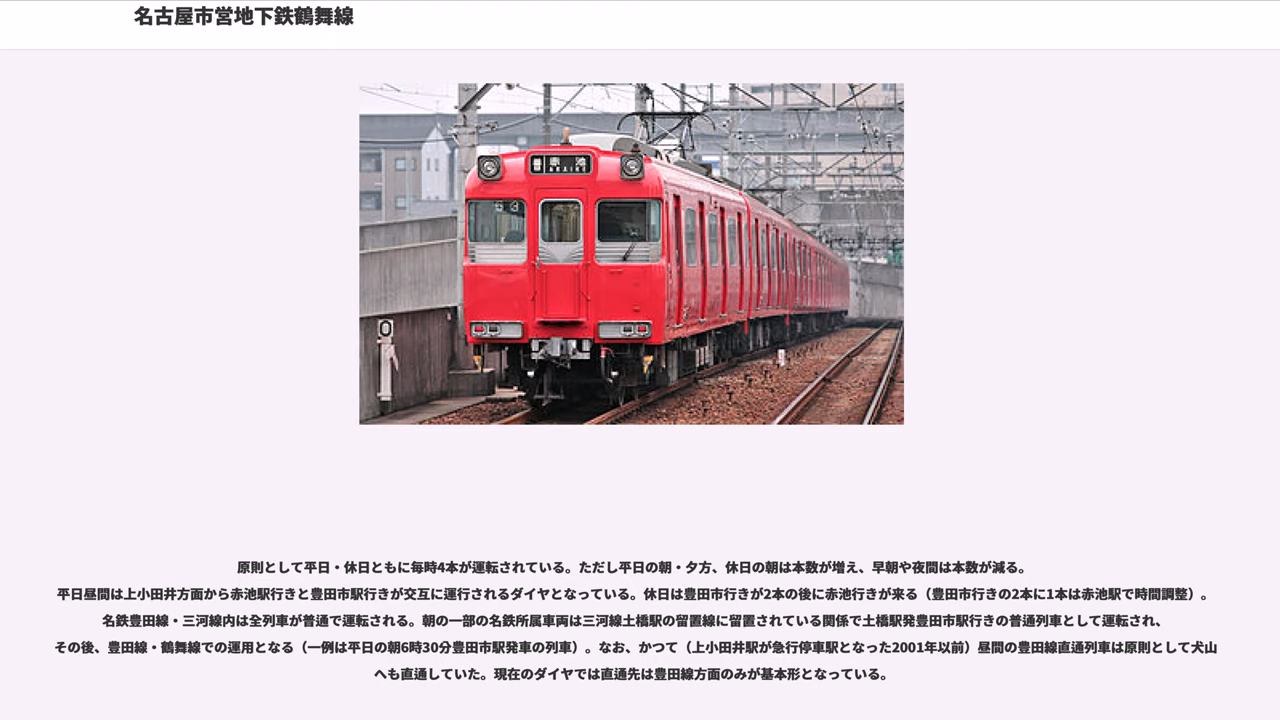 名古屋市営地下鉄鶴舞線
普通 赤 池
AKAIKE
原則として平日・休日ともに毎時4本が運転されている。ただし平日の朝・夕方、休日の朝は本数が増え、早朝や夜間は本数が減る。
平日昼間は上小田井方面から赤池駅行きと豊田市駅行きが交互に運行されるダイヤとなっている。休日は豊田市行きが2本の後に赤池行きが来る（豊田市行きの2本に1本は赤池駅で時間調整）。
名鉄豊田線・三河線内は全列車が普通で運転される。朝の一部の名鉄所属車両は三河線土橋駅の留置線に留置されている関係で土橋駅発豊田市駅行きの普通列車として運転され、
その後、豊田線・鶴舞線での運用となる（一例は平日の朝6時30分豊田市駅発車の列車）。なお、かつて（上小田井駅が急行停車駅となった2001年以前）昼間の豊田線直通列車は原則として犬山
へも直通していた。現在のダイヤでは直通先は豊田線方面のみが基本形となっている。